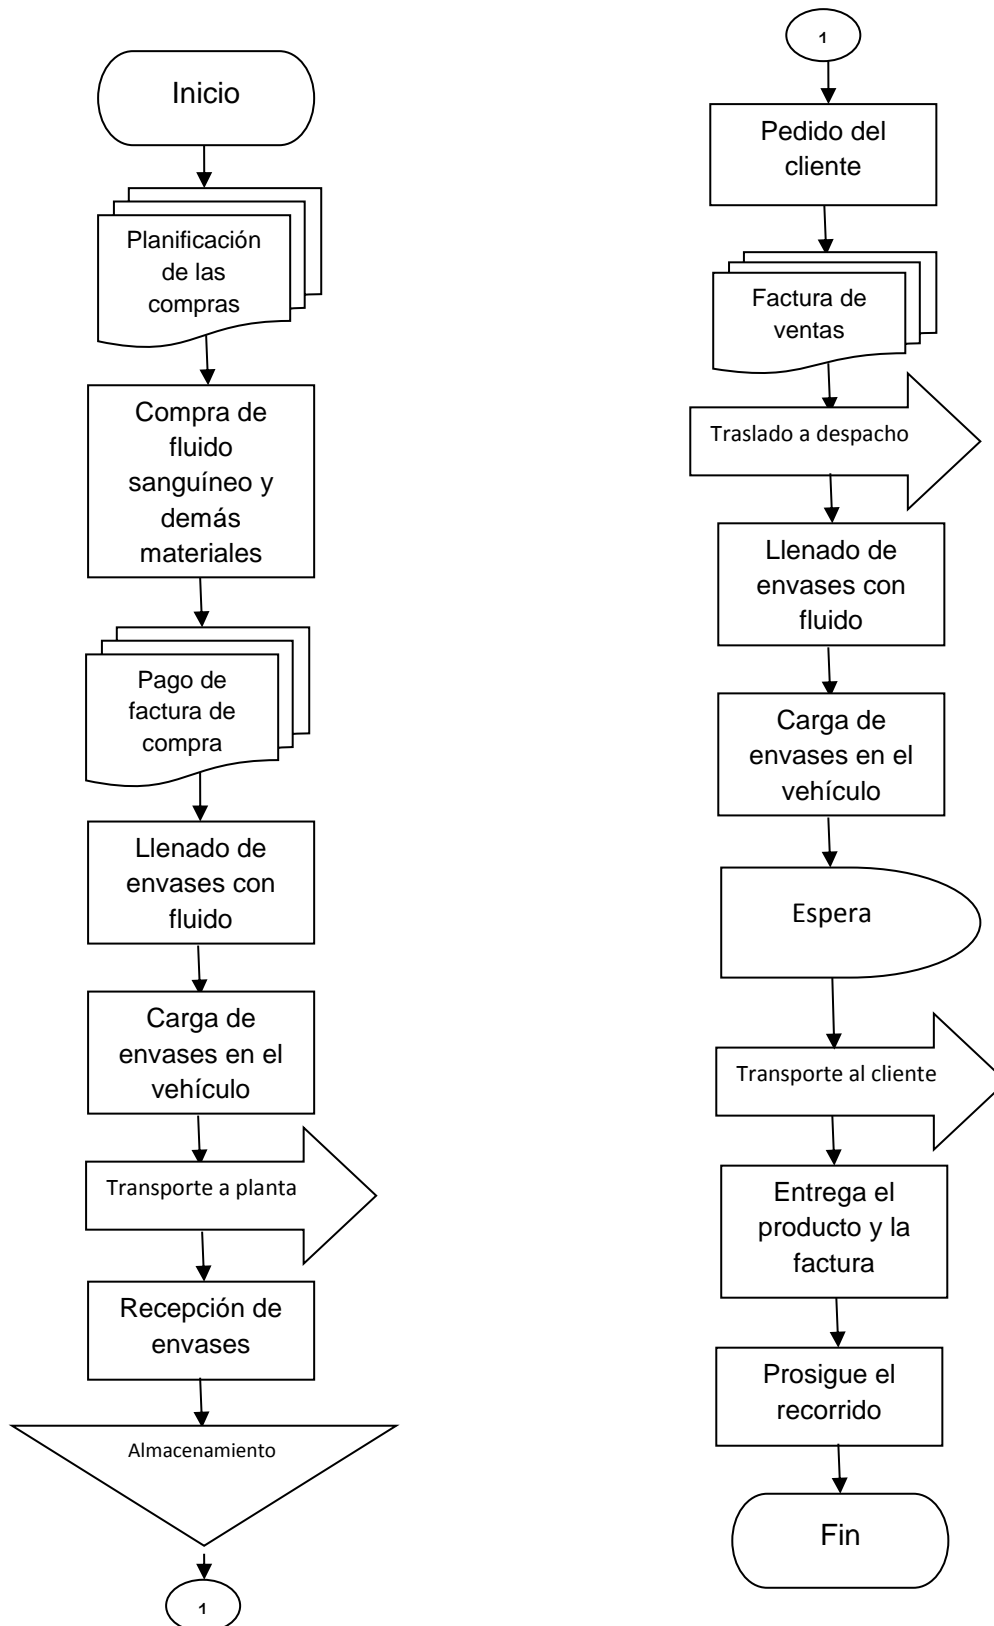 Inicio
Planificación
de las
compras
Compra de
fluido
sanguíneo y
demás
materiales
Pago de
factura de
compra
Llenado de
envases con
fluido
Carga de
envases en el
vehículo
Transporte a planta
Recepción de
envases
Almacenamiento
1
1
Pedido del
cliente
Factura de
ventas
Traslado a despacho
Llenado de
envases con
fluido
Carga de
envases en el
vehículo
Espera
Transporte al cliente
Entrega el
producto y la
factura
Prosigue el
recorrido
Fin